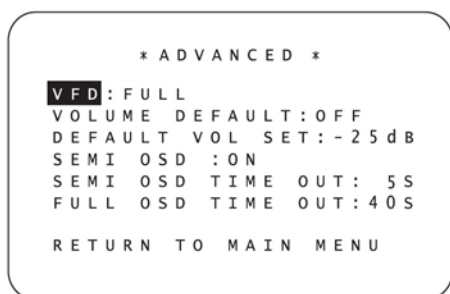 * ADVANCED *
VFD:FULL
VOLUME DEFAULT:OFF
DEFAULT VOL SET:-25dB
SEMI OSD :ON
SEMI OSD TIME OUT: 5S
FULL OSD TIME OUT:40S
RETURN TO MAIN MENU